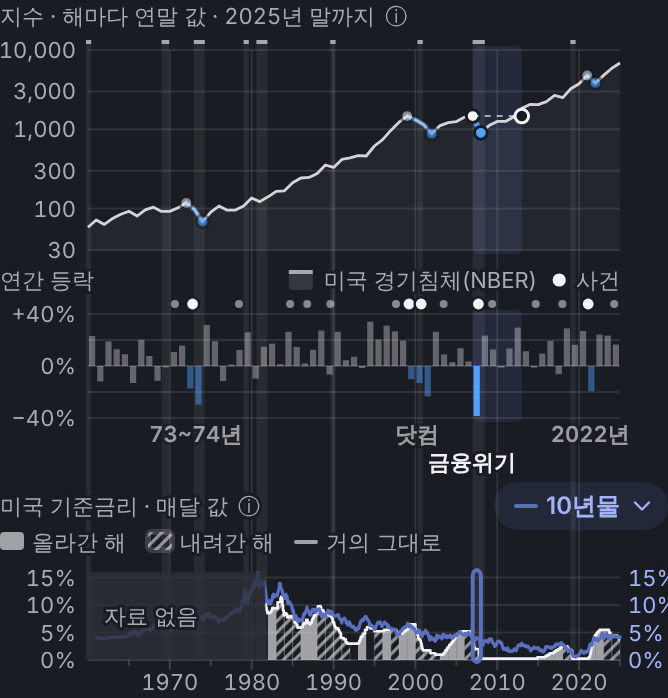 지수 · 해마다 연말 값 · 2025년 말까지 ⓘ
10,000
3,000
1,000
300
100
30
연간 등락 미국 경기침체(NBER) 사건
+40%
0%
−40%
73~74년 닷컴 2022년
금융위기
미국 기준금리 · 매달 값 ⓘ
10년물
올라간 해 내려간 해 거의 그대로
15% 15%
10% 10%
자료 없음
5% 5%
0% 0%
1970 1980 1990 2000 2010 2020